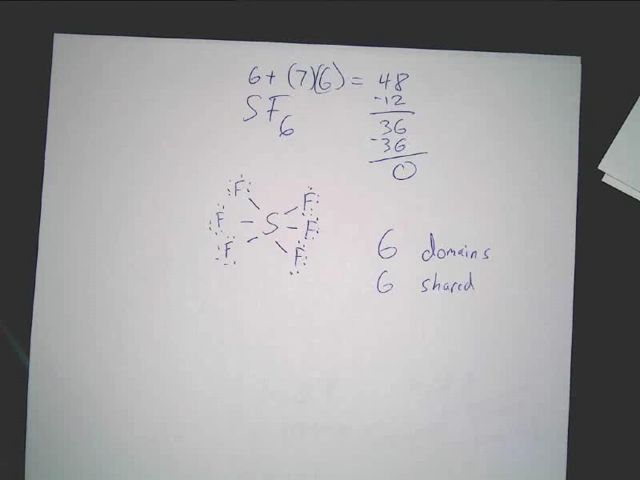 6 + (7)(6) = 48
-12
SF6
36
-36
0
F F
F S F
F F
6 domains
6 shared